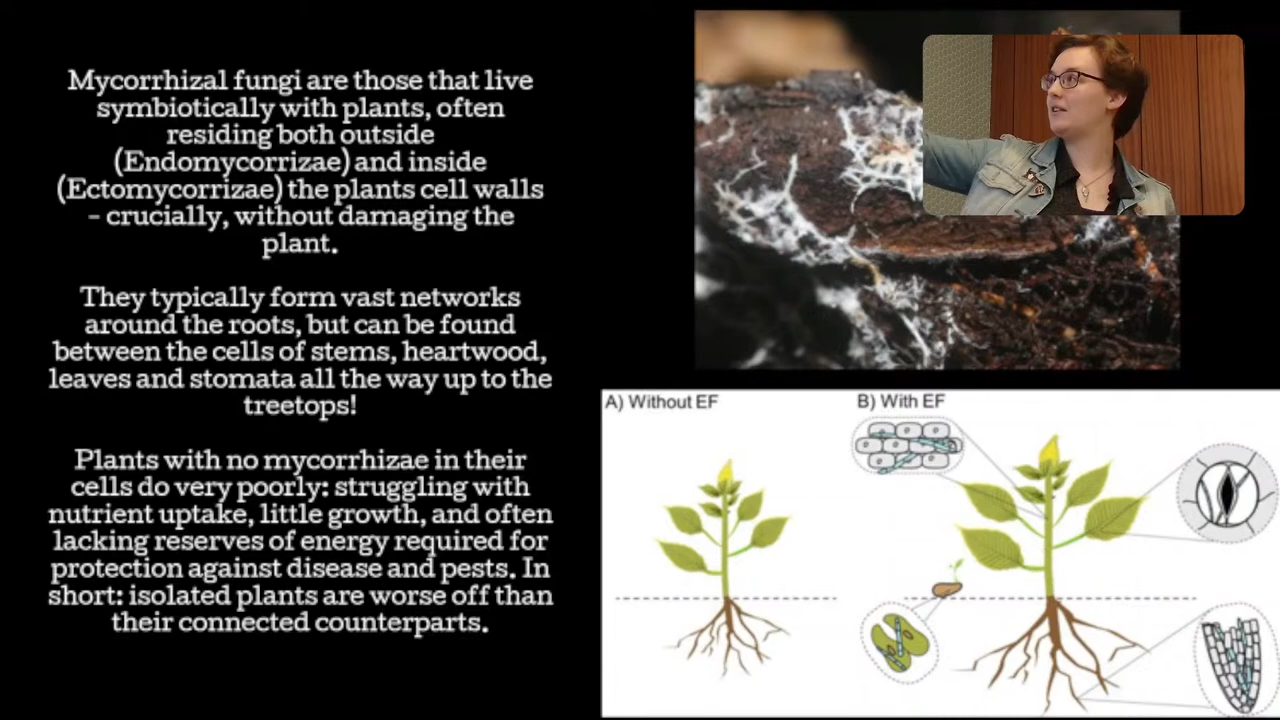 Mycorrhizal fungi are those that live
symbiotically with plants, often
residing both outside
(Endomycorrizae) and inside
(Ectomycorrizae) the plants cell walls
- crucially, without damaging the
plant.
They typically form vast networks
around the roots, but can be found
between the cells of stems, heartwood,
leaves and stomata all the way up to the
treetops!
Plants with no mycorrhizae in their
cells do very poorly: struggling with
nutrient uptake, little growth, and often
lacking reserves of energy required for
protection against disease and pests. In
short: isolated plants are worse off than
their connected counterparts.
A) Without EF
B) With EF